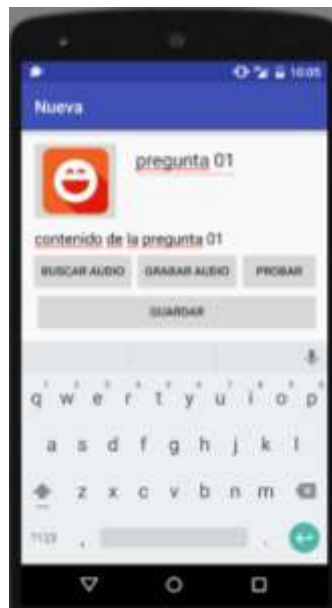 10:05
Nueva
pregunta 01
contenido de la pregunta 01
BUSCAR AUDIO GRABAR AUDIO PROBAR
GUARDAR
q w e r t y u i o p
a s d f g h j k l
z x c v b n m
?123 , .